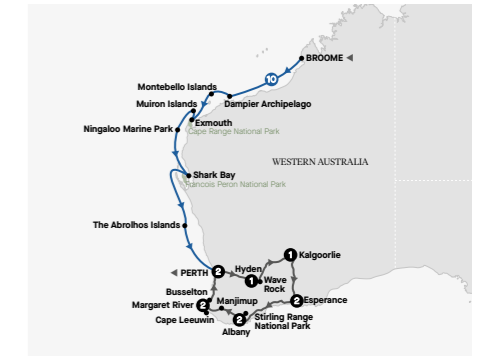 BROOME
10
Montebello Islands
Dampier Archipelago
Muiron Islands
Exmouth
Cape Range National Park
Ningaloo Marine Park
WESTERN AUSTRALIA
Shark Bay
Francois Peron National Park
The Abrolhos Islands
Kalgoorlie
1
PERTH
2
Hyden
1
Wave
Rock
Busselton
Margaret River
2
Manjimup
2
Esperance
Cape Leeuwin
2
Stirling Range
National Park
Albany